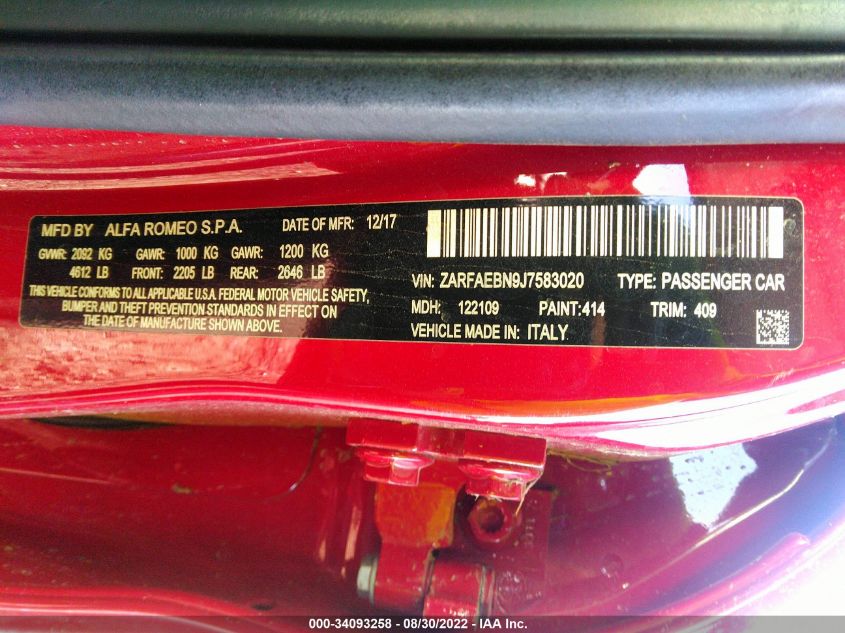 MFD BY ALFA ROMEO S.P.A. DATE OF MFR: 12/17
GVWR: 2092 KG GAWR: 1000 KG GAWR: 1200 KG
4612 LB FRONT: 2205 LB REAR: 2646 LB
THIS VEHICLE CONFORMS TO ALL APPLICABLE U.S.A. FEDERAL MOTOR VEHICLE SAFETY,
BUMPER AND THEFT PREVENTION STANDARDS IN EFFECT ON
THE DATE OF MANUFACTURE SHOWN ABOVE.
VIN: ZARFAEBN9J7583020 TYPE: PASSENGER CAR
MDH: 122109 PAINT: 414 TRIM: 409
VEHICLE MADE IN: ITALY
000-34093258 - 08/30/2022 - IAA Inc.